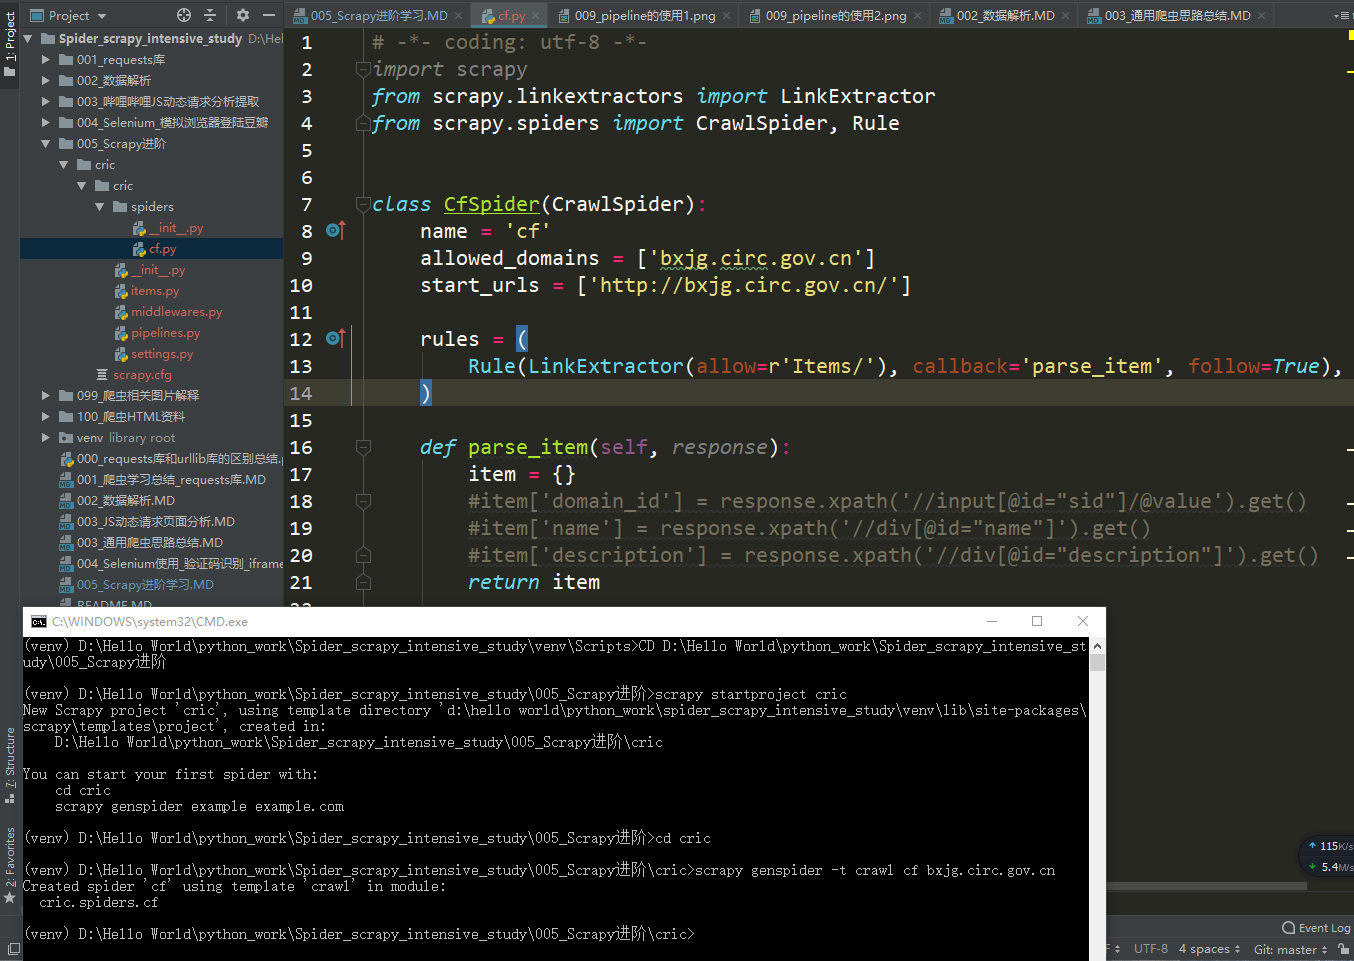 Project
005_Scrapy进阶学习.MD
cf.py
009_pipeline的使用1.png
009_pipeline的使用2.png
002_数据解析.MD
003_通用爬虫思路总结.MD
1: Project
Spider_scrapy_intensive_study D:\Hel
001_requests库
002_数据解析
003_哔哩哔哩JS动态请求分析提取
004_Selenium_模拟浏览器登陆豆瓣
005_Scrapy进阶
cric
cric
spiders
__init__.py
cf.py
__init__.py
items.py
middlewares.py
pipelines.py
settings.py
scrapy.cfg
099_爬虫相关图片解释
100_爬虫HTML资料
venv library root
000_requests库和urllib库的区别总结.
001_爬虫学习总结_requests库.MD
002_数据解析.MD
003_JS动态请求页面分析.MD
003_通用爬虫思路总结.MD
004_Selenium使用_验证码识别_iframe
005_Scrapy进阶学习.MD
README.MD
7: Structure
2: Favorites
1 # -*- coding: utf-8 -*-
2 import scrapy
3 from scrapy.linkextractors import LinkExtractor
4 from scrapy.spiders import CrawlSpider, Rule
5
6
7 class CfSpider(CrawlSpider):
8 name = 'cf'
9 allowed_domains = ['bxjg.circ.gov.cn']
10 start_urls = ['http://bxjg.circ.gov.cn/']
11
12 rules = (
13 Rule(LinkExtractor(allow=r'Items/'), callback='parse_item', follow=True),
14 )
15
16 def parse_item(self, response):
17 item = {}
18 #item['domain_id'] = response.xpath('//input[@id="sid"]/@value').get()
19 #item['name'] = response.xpath('//div[@id="name"]').get()
20 #item['description'] = response.xpath('//div[@id="description"]').get()
21 return item
C:\WINDOWS\system32\CMD.exe
(venv) D:\Hello World\python_work\Spider_scrapy_intensive_study\venv\Scripts>CD D:\Hello World\python_work\Spider_scrapy_intensive_st
udy\005_Scrapy进阶
(venv) D:\Hello World\python_work\Spider_scrapy_intensive_study\005_Scrapy进阶>scrapy startproject cric
New Scrapy project 'cric', using template directory 'd:\hello world\python_work\spider_scrapy_intensive_study\venv\lib\site-packages\
scrapy\templates\project', created in:
D:\Hello World\python_work\Spider_scrapy_intensive_study\005_Scrapy进阶\cric
You can start your first spider with:
cd cric
scrapy genspider example example.com
(venv) D:\Hello World\python_work\Spider_scrapy_intensive_study\005_Scrapy进阶>cd cric
(venv) D:\Hello World\python_work\Spider_scrapy_intensive_study\005_Scrapy进阶\cric>scrapy genspider -t crawl cf bxjg.circ.gov.cn
Created spider 'cf' using template 'crawl' in module:
cric.spiders.cf
(venv) D:\Hello World\python_work\Spider_scrapy_intensive_study\005_Scrapy进阶\cric>
115K/s
5.4M/s
Event Log
UTF-8 4 spaces Git: master